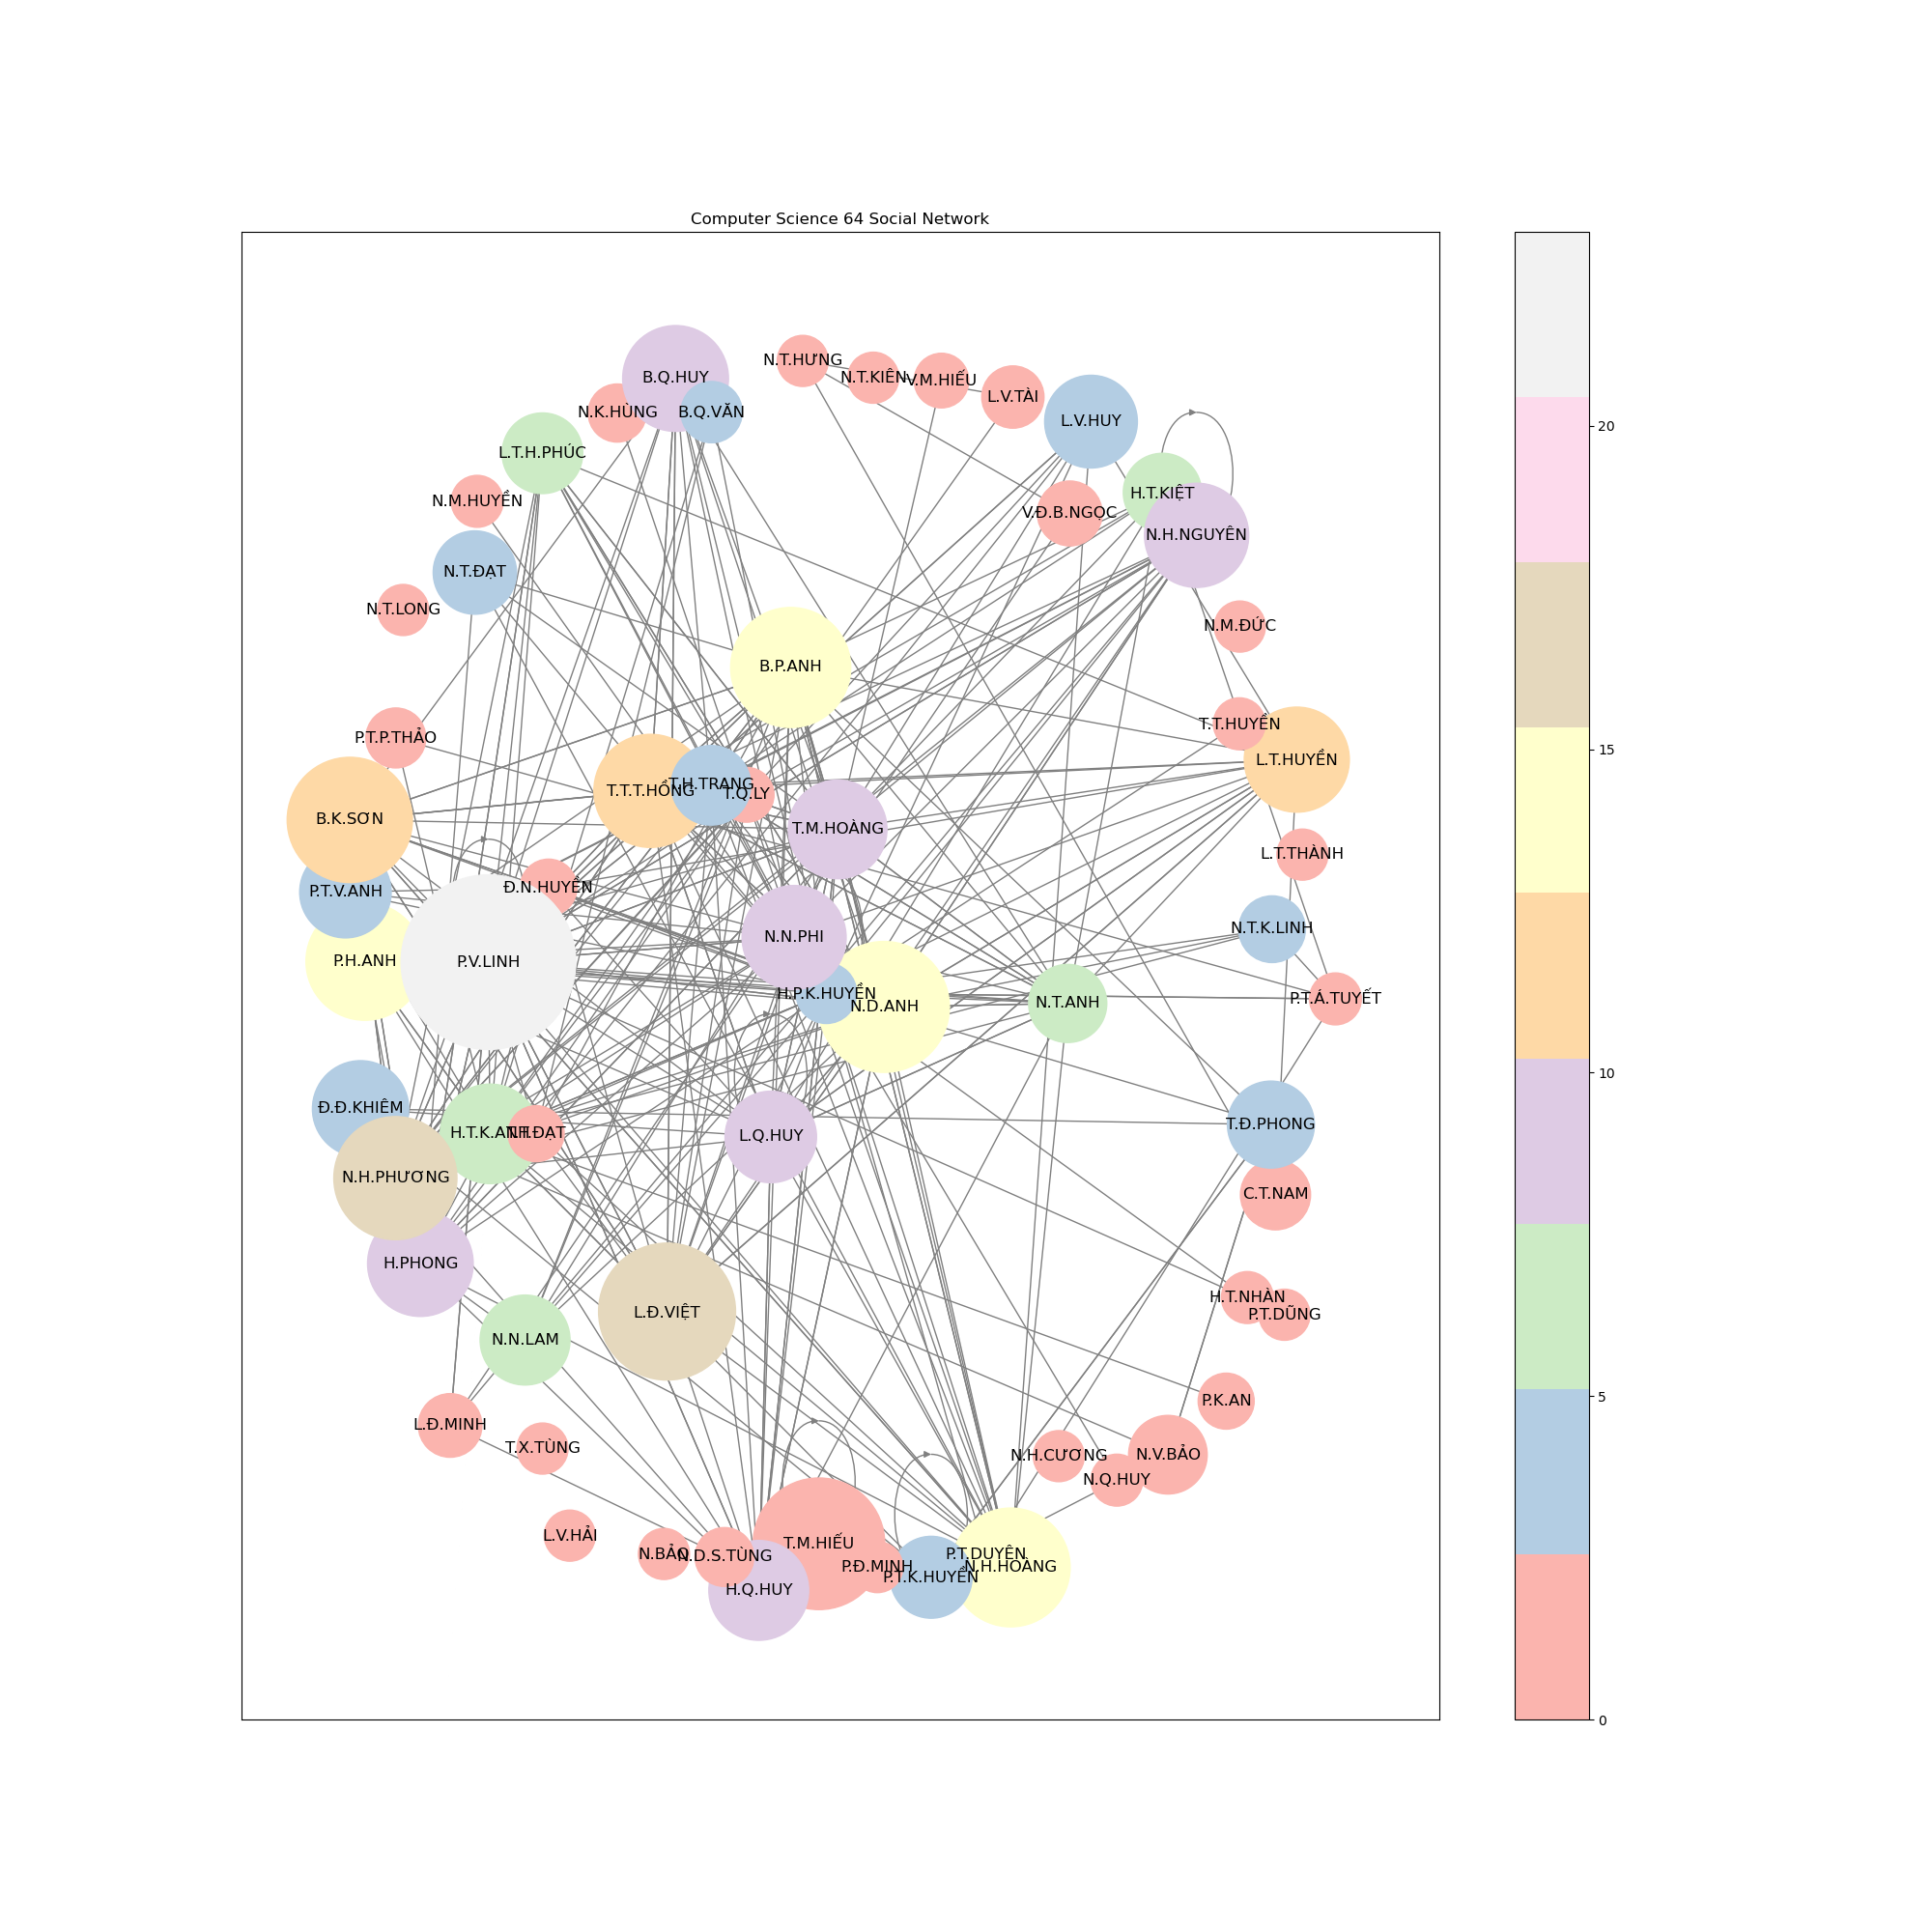 Computer Science 64 Social Network
N.T.HƯNG
B.Q.HUY
N.T.KIÊN
V.M.HIẾU
L.V.TÀI
N.K.HÙNG
B.Q.VĂN
L.V.HUY
L.T.H.PHÚC
H.T.KIỆT
N.M.HUYỀN
V.Đ.B.NGỌC
N.H.NGUYÊN
N.T.ĐẠT
N.T.LONG
N.M.ĐỨC
B.P.ANH
T.T.HUYỀN
P.T.P.THẢO
L.T.HUYỀN
T.T.T.HỒNG
T.H.TRANG
T.Q.LY
B.K.SƠN
T.M.HOÀNG
L.T.THÀNH
P.T.V.ANH
Đ.N.HUYỀN
N.T.K.LINH
N.N.PHI
P.H.ANH
P.V.LINH
H.P.K.HUYỀN
P.T.Á.TUYẾT
N.T.ANH
N.D.ANH
Đ.Đ.KHIÊM
T.Đ.PHONG
H.T.K.ANH
L.Q.HUY
N.H.PHƯƠNG
C.T.NAM
H.PHONG
H.T.NHÀN
L.Đ.VIỆT
P.T.DŨNG
N.N.LAM
P.K.AN
L.Đ.MINH
T.X.TÙNG
N.H.CƯƠNG
N.V.BẢO
N.Q.HUY
L.V.HẢI
T.M.HIẾU
N.BẢO
N.D.S.TÙNG
P.T.DUYÊN
P.Đ.MINH
N.H.HOÀNG
P.T.K.HUYỀN
H.Q.HUY
20
15
10
5
0